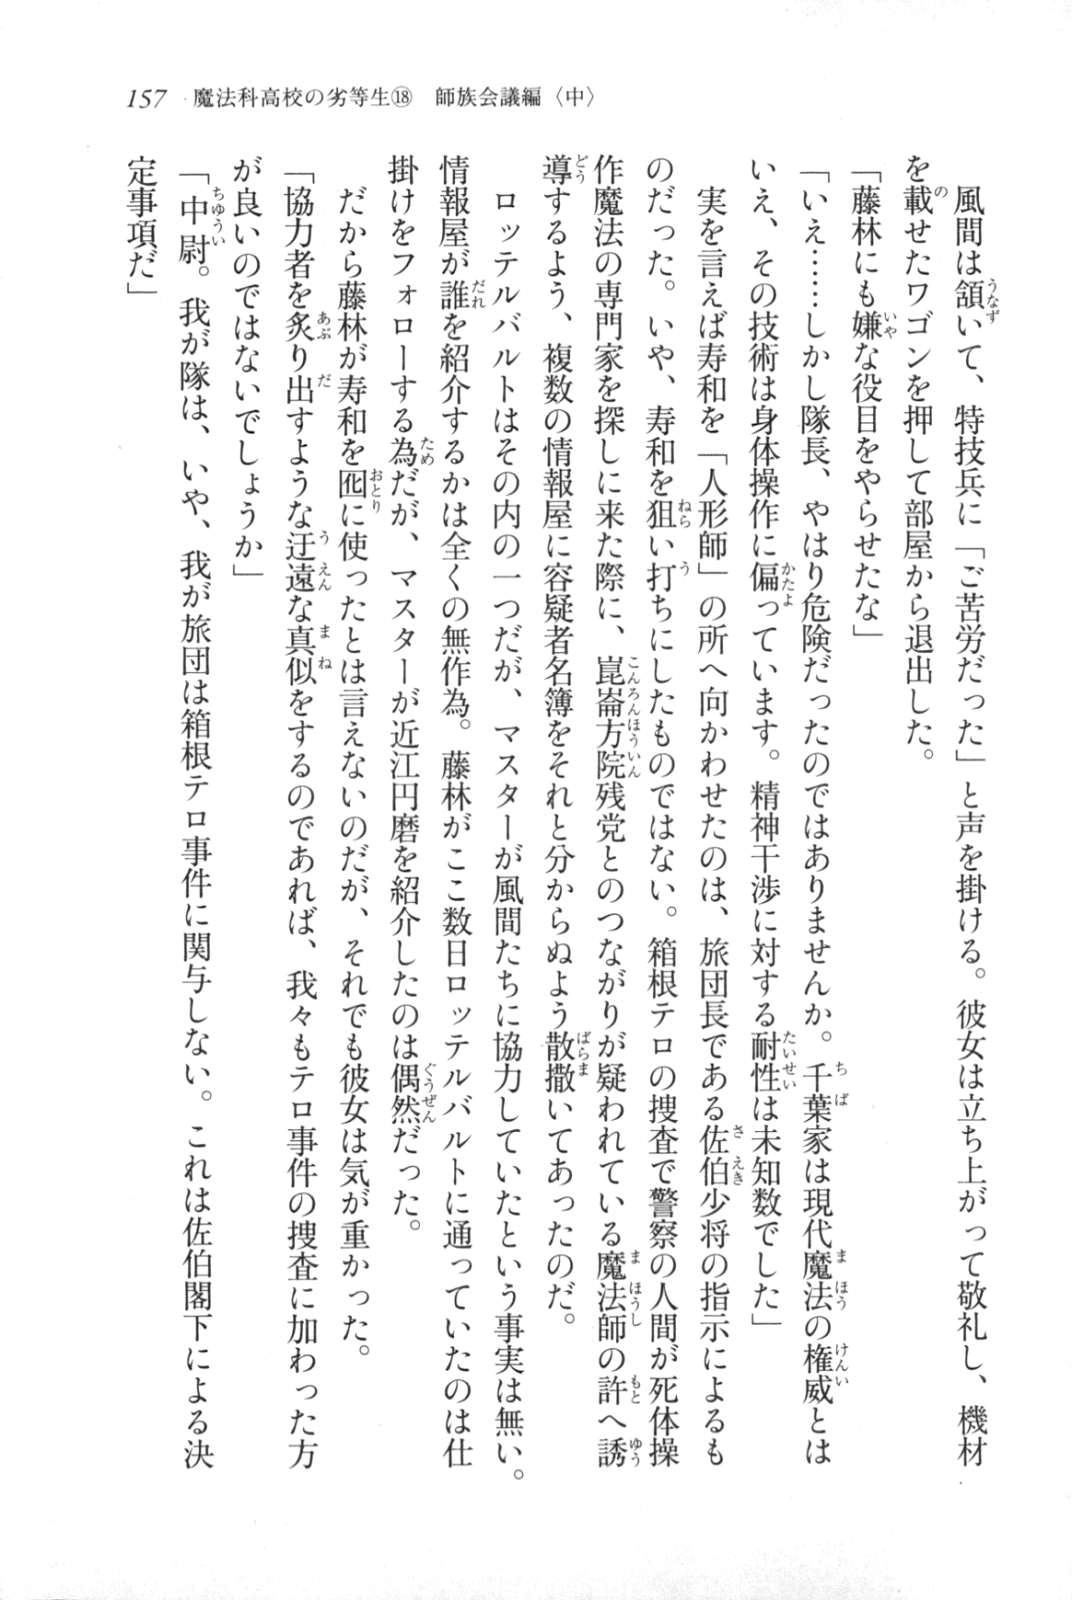 157　魔法科高校の劣等生⑱　師族会議編〈中〉
　風間は頷いて、特技兵に「ご苦労だった」と声を掛ける。彼女は立ち上がって敬礼し、機材
を載せたワゴンを押して部屋から退出した。
「藤林にも嫌な役目をやらせたな」
「いえ……しかし隊長、やはり危険だったのではありませんか。千葉家は現代魔法の権威とは
いえ、その技術は身体操作に偏っています。精神干渉に対する耐性は未知数でした」
　実を言えば寿和を「人形師」の所へ向かわせたのは、旅団長である佐伯少将の指示によるも
のだった。いや、寿和を狙い打ちにしたものではない。箱根テロの捜査で警察の人間が死体操
作魔法の専門家を探しに来た際に、崑崙方院残党とのつながりが疑われている魔法師の許へ誘
導するよう、複数の情報屋に容疑者名簿をそれと分からぬよう散撒いてあったのだ。
　ロッテルバルトはその内の一つだが、マスターが風間たちに協力していたという事実は無い。
情報屋が誰を紹介するかは全くの無作為。藤林がここ数日ロッテルバルトに通っていたのは仕
掛けをフォローする為だが、マスターが近江円磨を紹介したのは偶然だった。
　だから藤林が寿和を囮に使ったとは言えないのだが、それでも彼女は気が重かった。
「協力者を炙り出すような迂遠な真似をするのであれば、我々もテロ事件の捜査に加わった方
が良いのではないでしょうか」
「中尉。我が隊は、いや、我が旅団は箱根テロ事件に関与しない。これは佐伯閣下による決
定事項だ」